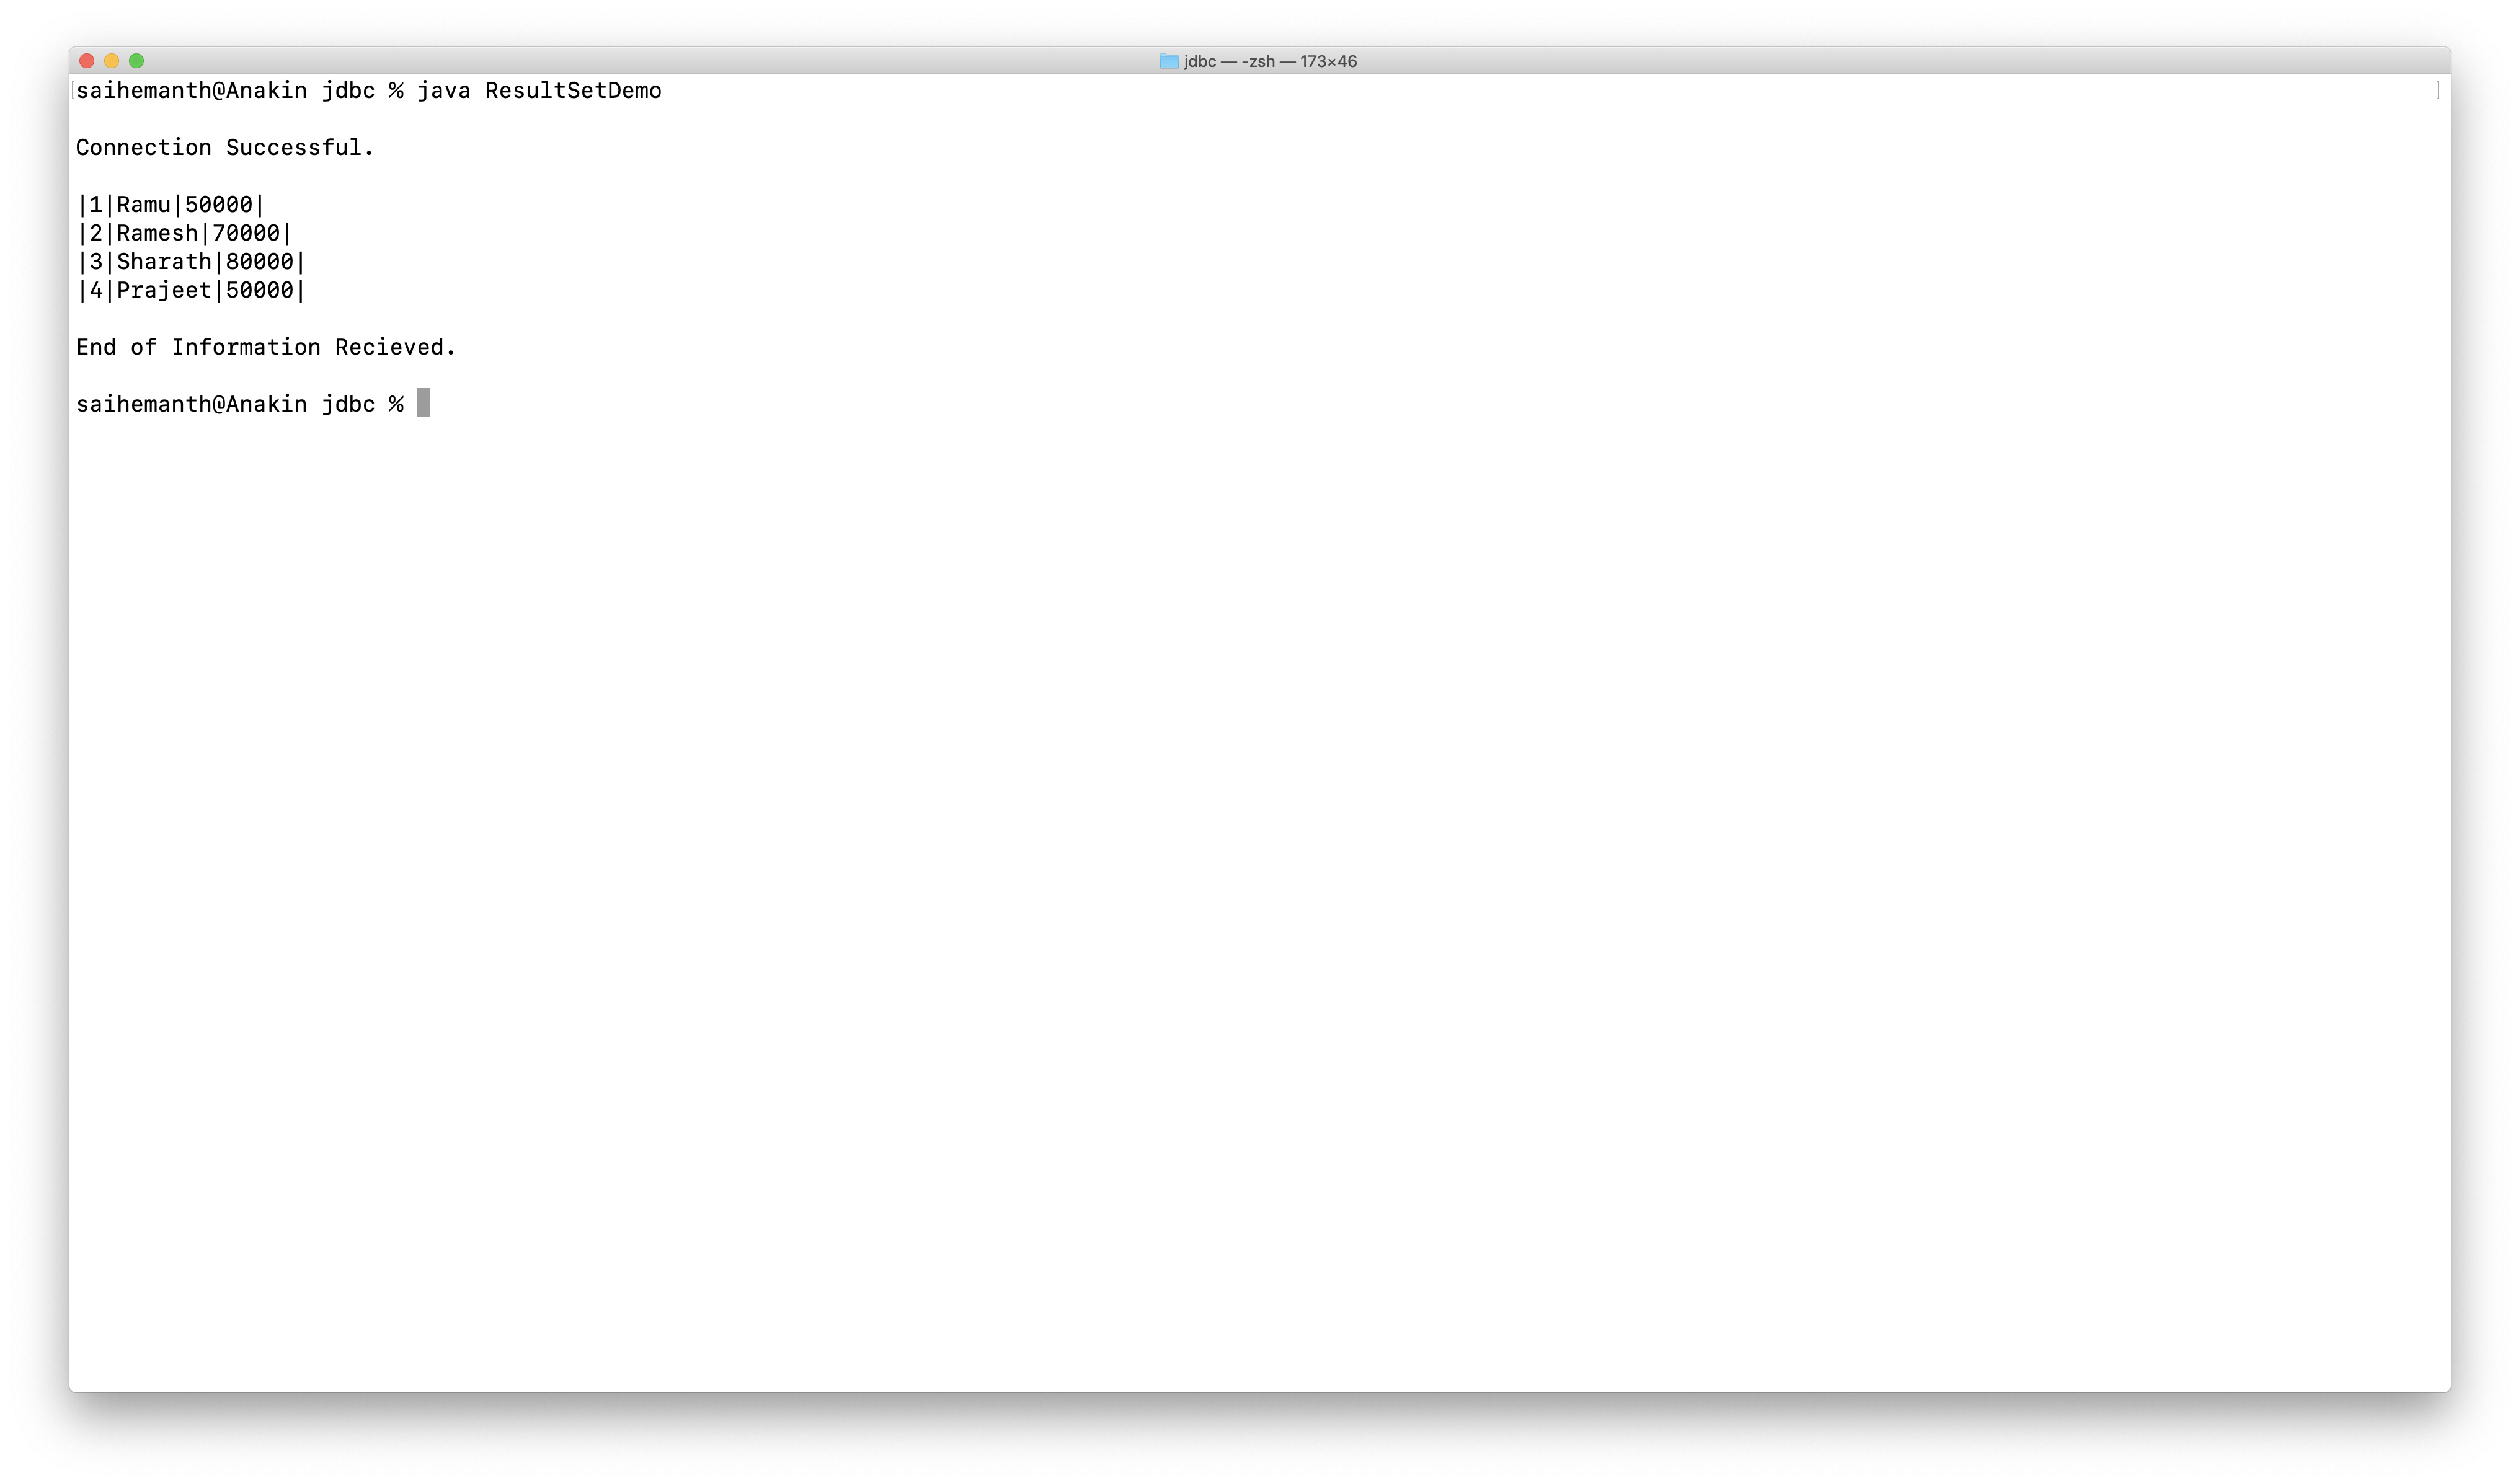 jdbc — -zsh — 173×46
[saihemanth@Anakin jdbc % java ResultSetDemo ]
Connection Successful.
|1|Ramu|50000|
|2|Ramesh|70000|
|3|Sharath|80000|
|4|Prajeet|50000|
End of Information Recieved.
saihemanth@Anakin jdbc %